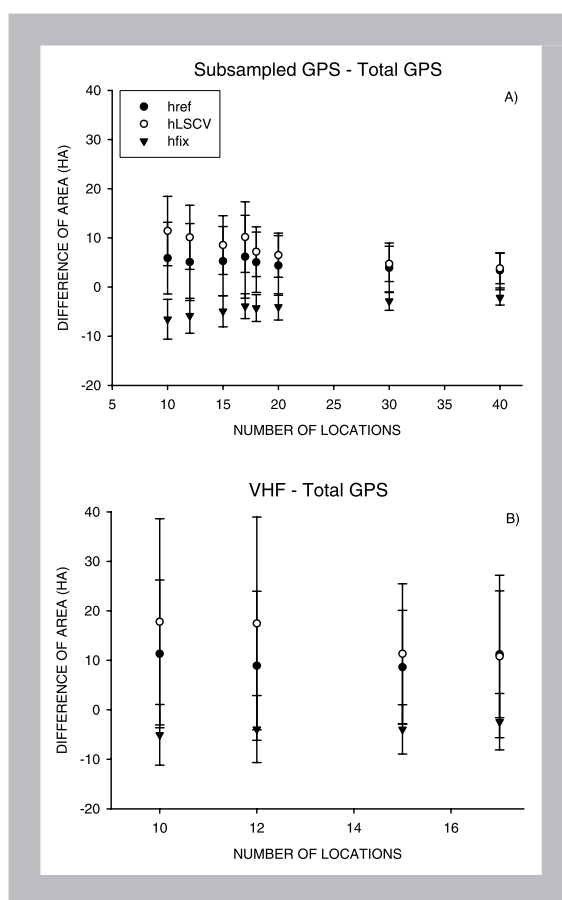 Subsampled GPS - Total GPS
A)
href
hLSCV
hfix
40
30
20
10
0
-10
-20
DIFFERENCE OF AREA (HA)
5 10 15 20 25 30 35 40
NUMBER OF LOCATIONS
VHF - Total GPS
B)
40
30
20
10
0
-10
-20
DIFFERENCE OF AREA (HA)
10 12 14 16
NUMBER OF LOCATIONS